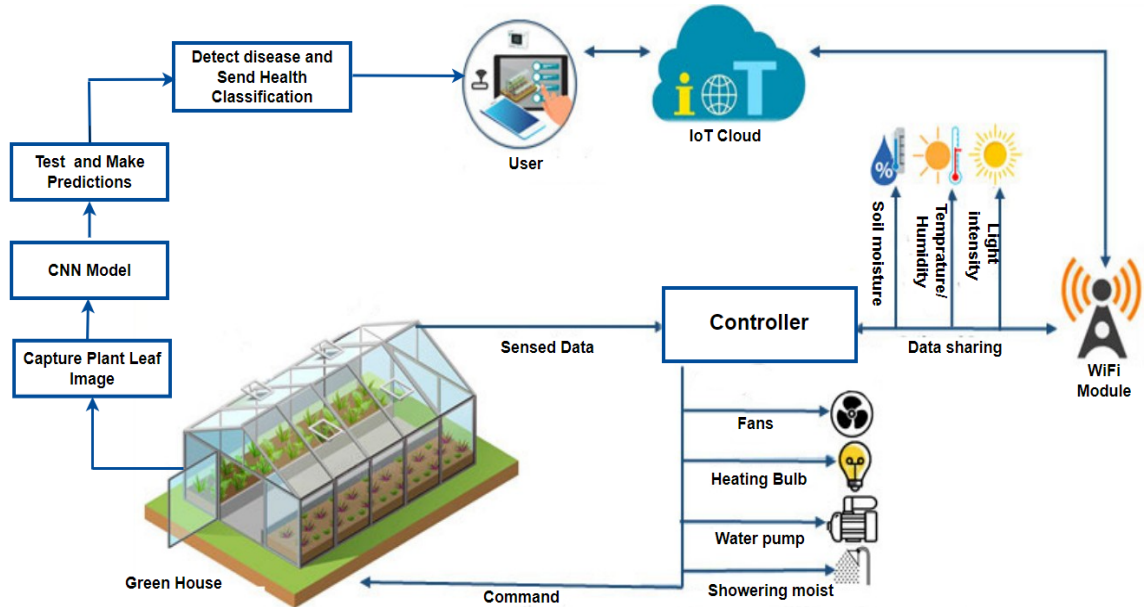 Detect disease and
Send Health
Classification
User
iOT
IoT Cloud
Test and Make
Predictions
%
Soil moisture
Temprature/
Humidity
Light
intensity
CNN Model
Controller
Sensed Data
Data sharing
Capture Plant Leaf
Image
WiFi
Module
Fans
Heating Bulb
Water pump
Green House
Command
Showering moist